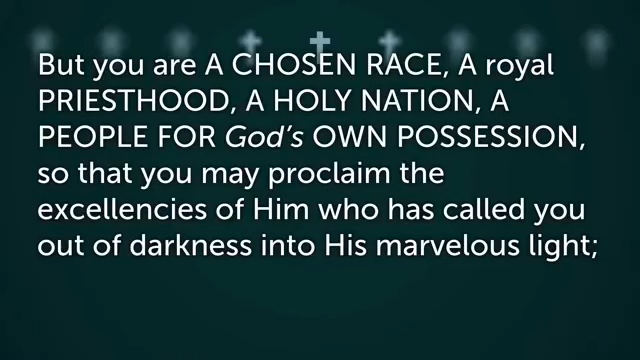 But you are A CHOSEN RACE, A royal
PRIESTHOOD, A HOLY NATION, A
PEOPLE FOR God's OWN POSSESSION,
so that you may proclaim the
excellencies of Him who has called you
out of darkness into His marvelous light;